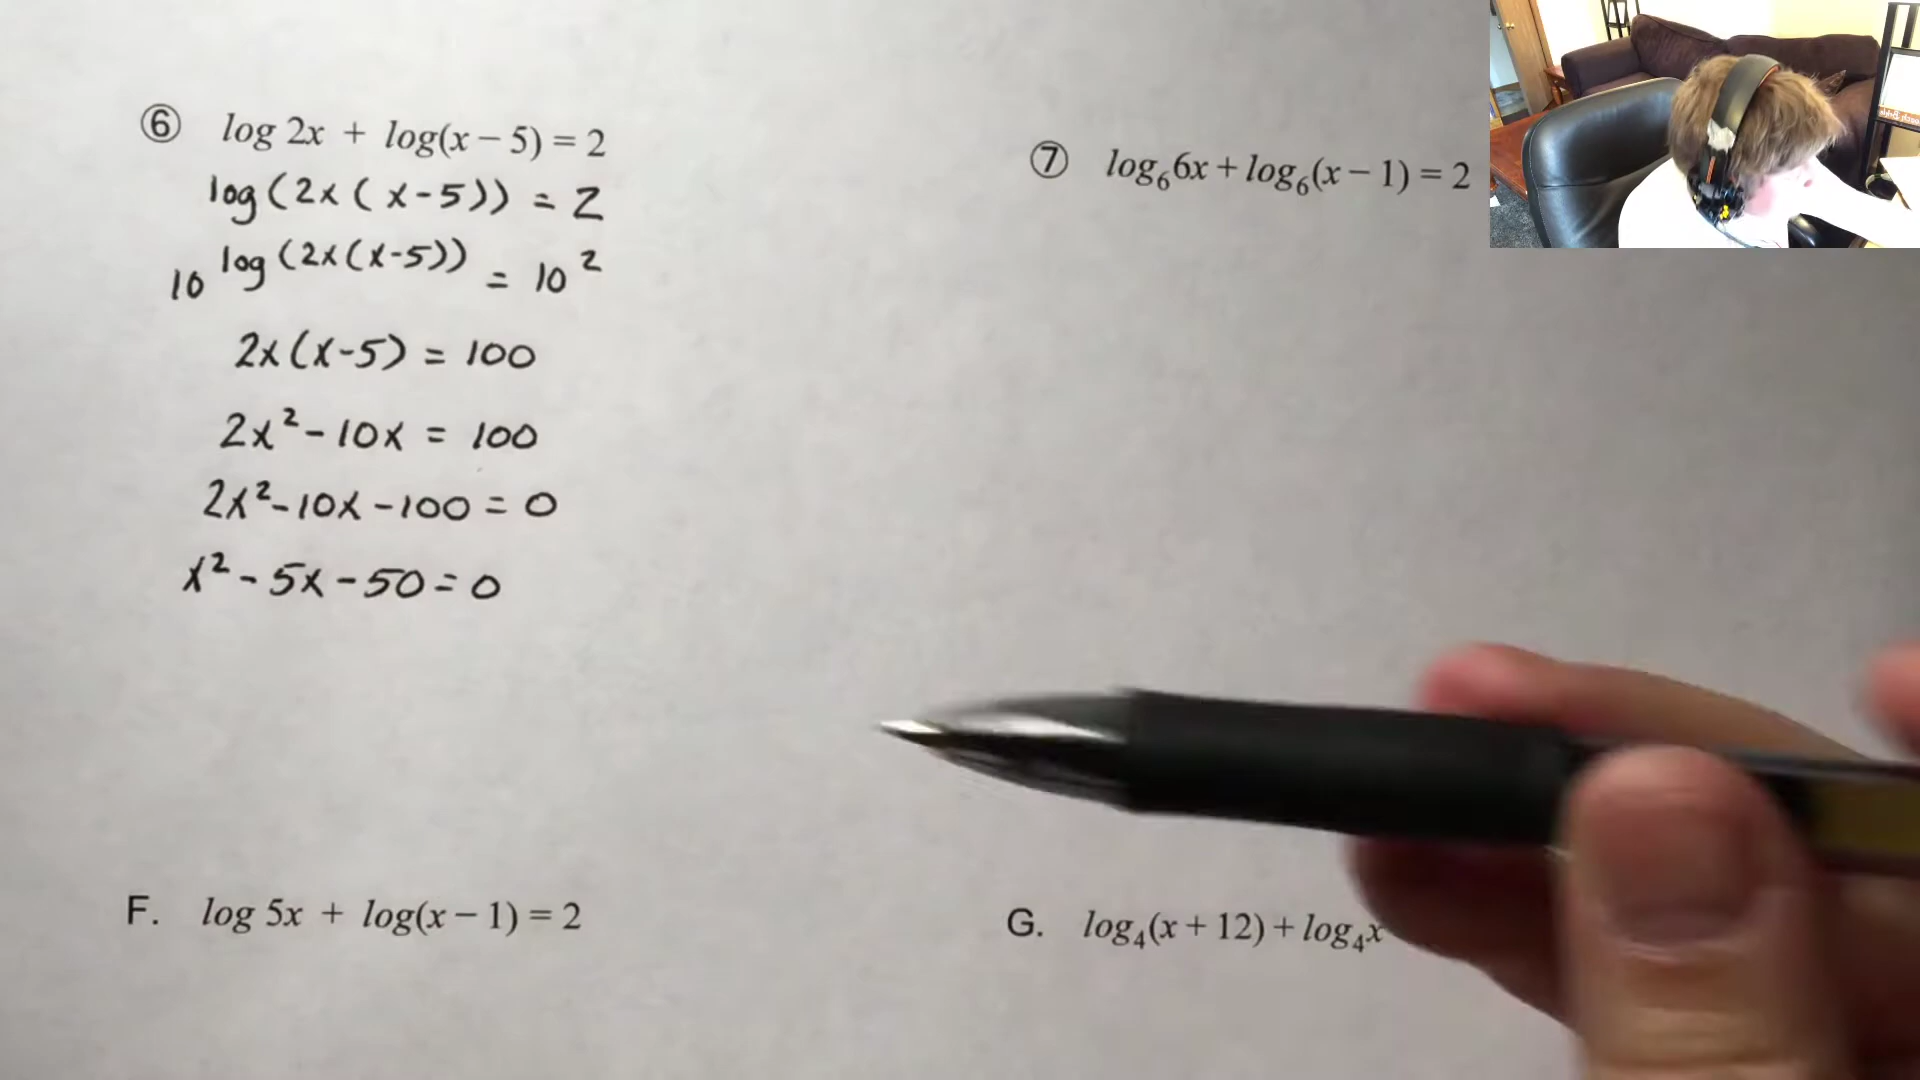 ⑥ log 2x + log(x − 5) = 2
log(2x(x-5)) = 2
10^log(2x(x-5)) = 10^2
2x(x-5) = 100
2x² - 10x = 100
2x² - 10x - 100 = 0
x² - 5x - 50 = 0
⑦ log₆6x + log₆(x − 1) = 2
F. log 5x + log(x − 1) = 2
G. log₄(x + 12) + log₄x